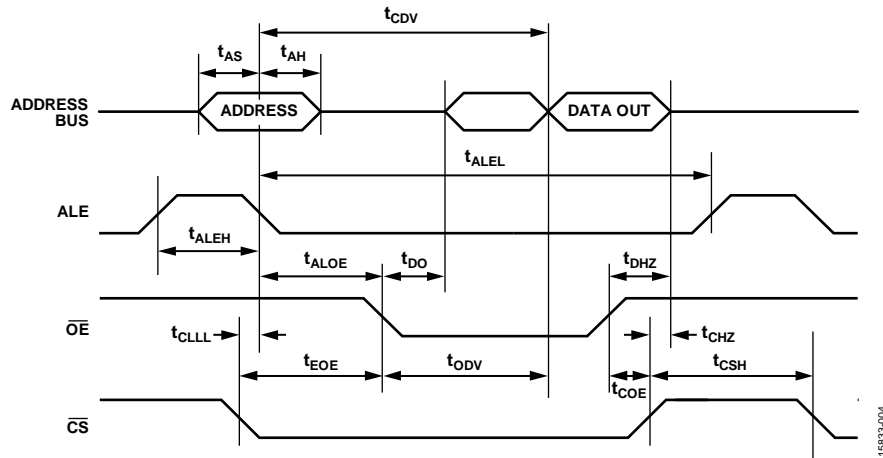 tCDV
tAS
tAH
ADDRESS
BUS
ADDRESS
DATA OUT
tALEL
ALE
tALEH
tALOE
tDO
tDHZ
OE
tCLLL
tCHZ
tEOE
tODV
tCSH
tCOE
CS
15833-004